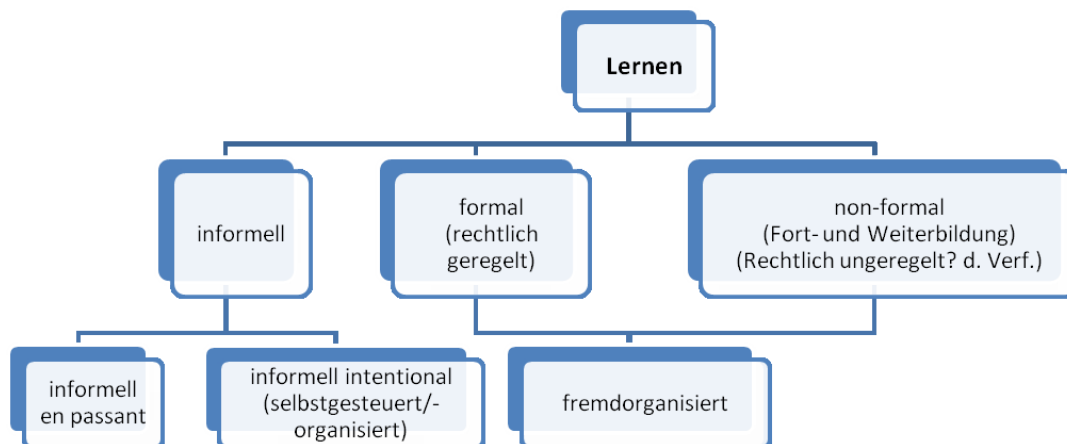 Lernen
informell
formal
(rechtlich
geregelt)
non-formal
(Fort- und Weiterbildung)
(Rechtlich ungeregelt? d. Verf.)
informell
en passant
informell intentional
(selbstgesteuert/-
organisiert)
fremdorganisiert